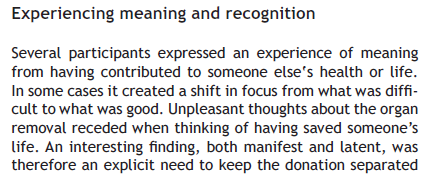 Experiencing meaning and recognition
Several participants expressed an experience of meaning
from having contributed to someone else's health or life.
In some cases it created a shift in focus from what was diffi-
cult to what was good. Unpleasant thoughts about the organ
removal receded when thinking of having saved someone's
life. An interesting finding, both manifest and latent, was
therefore an explicit need to keep the donation separated